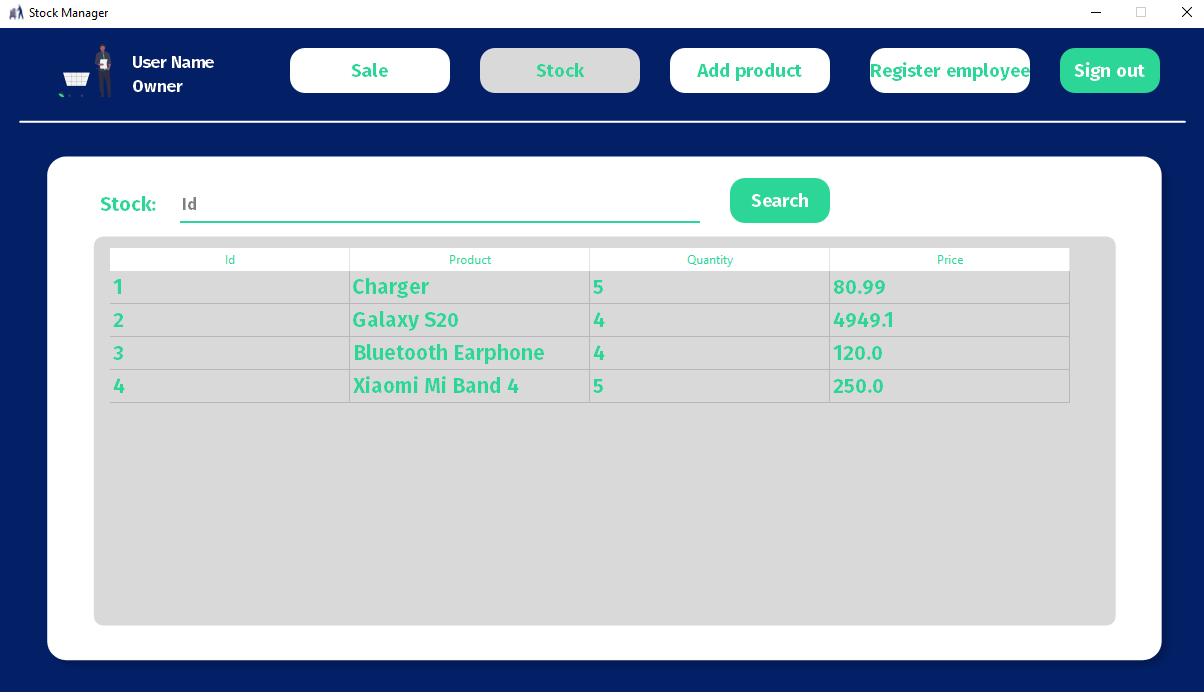 Stock Manager
User Name
Owner
Sale
Stock
Add product
Register employee
Sign out
Stock:
Id
Search
Id Product Quantity Price
1 Charger 5 80.99
2 Galaxy S20 4 4949.1
3 Bluetooth Earphone 4 120.0
4 Xiaomi Mi Band 4 5 250.0